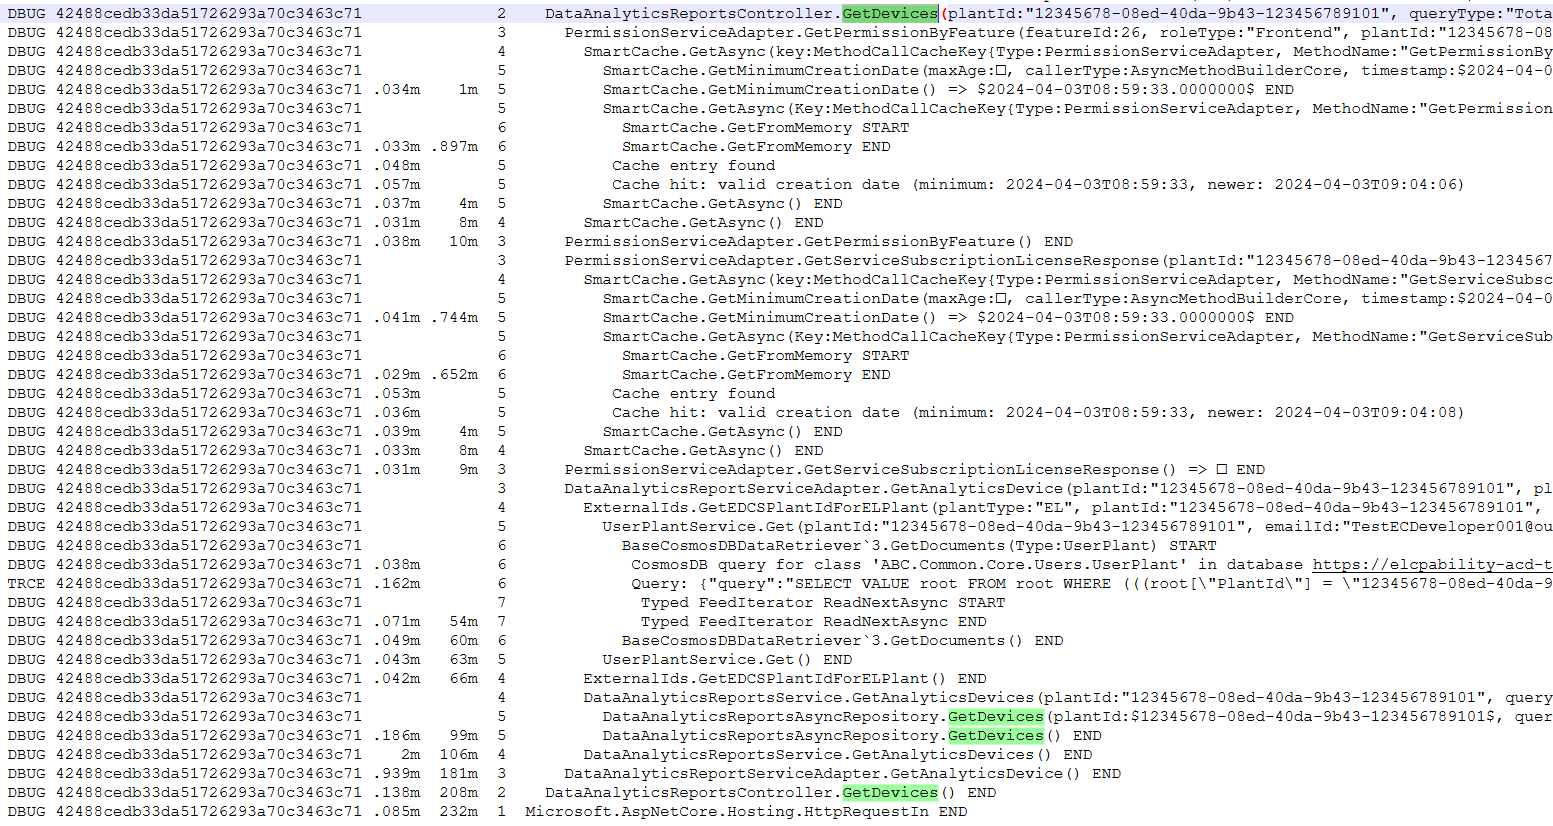 DBUG 42488cedb33da51726293a70c3463c71 2 DataAnalyticsReportsController.GetDevices(plantId:"12345678-08ed-40da-9b43-123456789101", queryType:"Tota
DBUG 42488cedb33da51726293a70c3463c71 3 PermissionServiceAdapter.GetPermissionByFeature(featureId:26, roleType:"Frontend", plantId:"12345678-08
DBUG 42488cedb33da51726293a70c3463c71 4 SmartCache.GetAsync(key:MethodCallCacheKey{Type:PermissionServiceAdapter, MethodName:"GetPermissionBy
DBUG 42488cedb33da51726293a70c3463c71 5 SmartCache.GetMinimumCreationDate(maxAge:□, callerType:AsyncMethodBuilderCore, timestamp:$2024-04-0
DBUG 42488cedb33da51726293a70c3463c71 .034m 1m 5 SmartCache.GetMinimumCreationDate() => $2024-04-03T08:59:33.0000000$ END
DBUG 42488cedb33da51726293a70c3463c71 5 SmartCache.GetAsync(Key:MethodCallCacheKey{Type:PermissionServiceAdapter, MethodName:"GetPermission
DBUG 42488cedb33da51726293a70c3463c71 6 SmartCache.GetFromMemory START
DBUG 42488cedb33da51726293a70c3463c71 .033m .897m 6 SmartCache.GetFromMemory END
DBUG 42488cedb33da51726293a70c3463c71 .048m 5 Cache entry found
DBUG 42488cedb33da51726293a70c3463c71 .057m 5 Cache hit: valid creation date (minimum: 2024-04-03T08:59:33, newer: 2024-04-03T09:04:06)
DBUG 42488cedb33da51726293a70c3463c71 .037m 4m 5 SmartCache.GetAsync() END
DBUG 42488cedb33da51726293a70c3463c71 .031m 8m 4 SmartCache.GetAsync() END
DBUG 42488cedb33da51726293a70c3463c71 .038m 10m 3 PermissionServiceAdapter.GetPermissionByFeature() END
DBUG 42488cedb33da51726293a70c3463c71 3 PermissionServiceAdapter.GetServiceSubscriptionLicenseResponse(plantId:"12345678-08ed-40da-9b43-1234567
DBUG 42488cedb33da51726293a70c3463c71 4 SmartCache.GetAsync(key:MethodCallCacheKey{Type:PermissionServiceAdapter, MethodName:"GetServiceSubsc
DBUG 42488cedb33da51726293a70c3463c71 5 SmartCache.GetMinimumCreationDate(maxAge:□, callerType:AsyncMethodBuilderCore, timestamp:$2024-04-0
DBUG 42488cedb33da51726293a70c3463c71 .041m .744m 5 SmartCache.GetMinimumCreationDate() => $2024-04-03T08:59:33.0000000$ END
DBUG 42488cedb33da51726293a70c3463c71 5 SmartCache.GetAsync(Key:MethodCallCacheKey{Type:PermissionServiceAdapter, MethodName:"GetServiceSub
DBUG 42488cedb33da51726293a70c3463c71 6 SmartCache.GetFromMemory START
DBUG 42488cedb33da51726293a70c3463c71 .029m .652m 6 SmartCache.GetFromMemory END
DBUG 42488cedb33da51726293a70c3463c71 .053m 5 Cache entry found
DBUG 42488cedb33da51726293a70c3463c71 .036m 5 Cache hit: valid creation date (minimum: 2024-04-03T08:59:33, newer: 2024-04-03T09:04:08)
DBUG 42488cedb33da51726293a70c3463c71 .039m 4m 5 SmartCache.GetAsync() END
DBUG 42488cedb33da51726293a70c3463c71 .033m 8m 4 SmartCache.GetAsync() END
DBUG 42488cedb33da51726293a70c3463c71 .031m 9m 3 PermissionServiceAdapter.GetServiceSubscriptionLicenseResponse() => □ END
DBUG 42488cedb33da51726293a70c3463c71 3 DataAnalyticsReportServiceAdapter.GetAnalyticsDevice(plantId:"12345678-08ed-40da-9b43-123456789101", pl
DBUG 42488cedb33da51726293a70c3463c71 4 ExternalIds.GetEDCSPlantIdForELPlant(plantType:"EL", plantId:"12345678-08ed-40da-9b43-123456789101",
DBUG 42488cedb33da51726293a70c3463c71 5 UserPlantService.Get(plantId:"12345678-08ed-40da-9b43-123456789101", emailId:"TestECDeveloper001@ou
DBUG 42488cedb33da51726293a70c3463c71 6 BaseCosmosDBDataRetriever`3.GetDocuments(Type:UserPlant) START
DBUG 42488cedb33da51726293a70c3463c71 .038m 6 CosmosDB query for class 'ABC.Common.Core.Users.UserPlant' in database https://elcpability-acd-t
TRCE 42488cedb33da51726293a70c3463c71 .162m 6 Query: {"query":"SELECT VALUE root FROM root WHERE (((root[\"PlantId\"] = \"12345678-08ed-40da-9
DBUG 42488cedb33da51726293a70c3463c71 7 Typed FeedIterator ReadNextAsync START
DBUG 42488cedb33da51726293a70c3463c71 .071m 54m 7 Typed FeedIterator ReadNextAsync END
DBUG 42488cedb33da51726293a70c3463c71 .049m 60m 6 BaseCosmosDBDataRetriever`3.GetDocuments() END
DBUG 42488cedb33da51726293a70c3463c71 .043m 63m 5 UserPlantService.Get() END
DBUG 42488cedb33da51726293a70c3463c71 .042m 66m 4 ExternalIds.GetEDCSPlantIdForELPlant() END
DBUG 42488cedb33da51726293a70c3463c71 4 DataAnalyticsReportsService.GetAnalyticsDevices(plantId:"12345678-08ed-40da-9b43-123456789101", query
DBUG 42488cedb33da51726293a70c3463c71 5 DataAnalyticsReportsAsyncRepository.GetDevices(plantId:$12345678-08ed-40da-9b43-123456789101$, quer
DBUG 42488cedb33da51726293a70c3463c71 .186m 99m 5 DataAnalyticsReportsAsyncRepository.GetDevices() END
DBUG 42488cedb33da51726293a70c3463c71 2m 106m 4 DataAnalyticsReportsService.GetAnalyticsDevices() END
DBUG 42488cedb33da51726293a70c3463c71 .939m 181m 3 DataAnalyticsReportServiceAdapter.GetAnalyticsDevice() END
DBUG 42488cedb33da51726293a70c3463c71 .138m 208m 2 DataAnalyticsReportsController.GetDevices() END
DBUG 42488cedb33da51726293a70c3463c71 .085m 232m 1 Microsoft.AspNetCore.Hosting.HttpRequestIn END